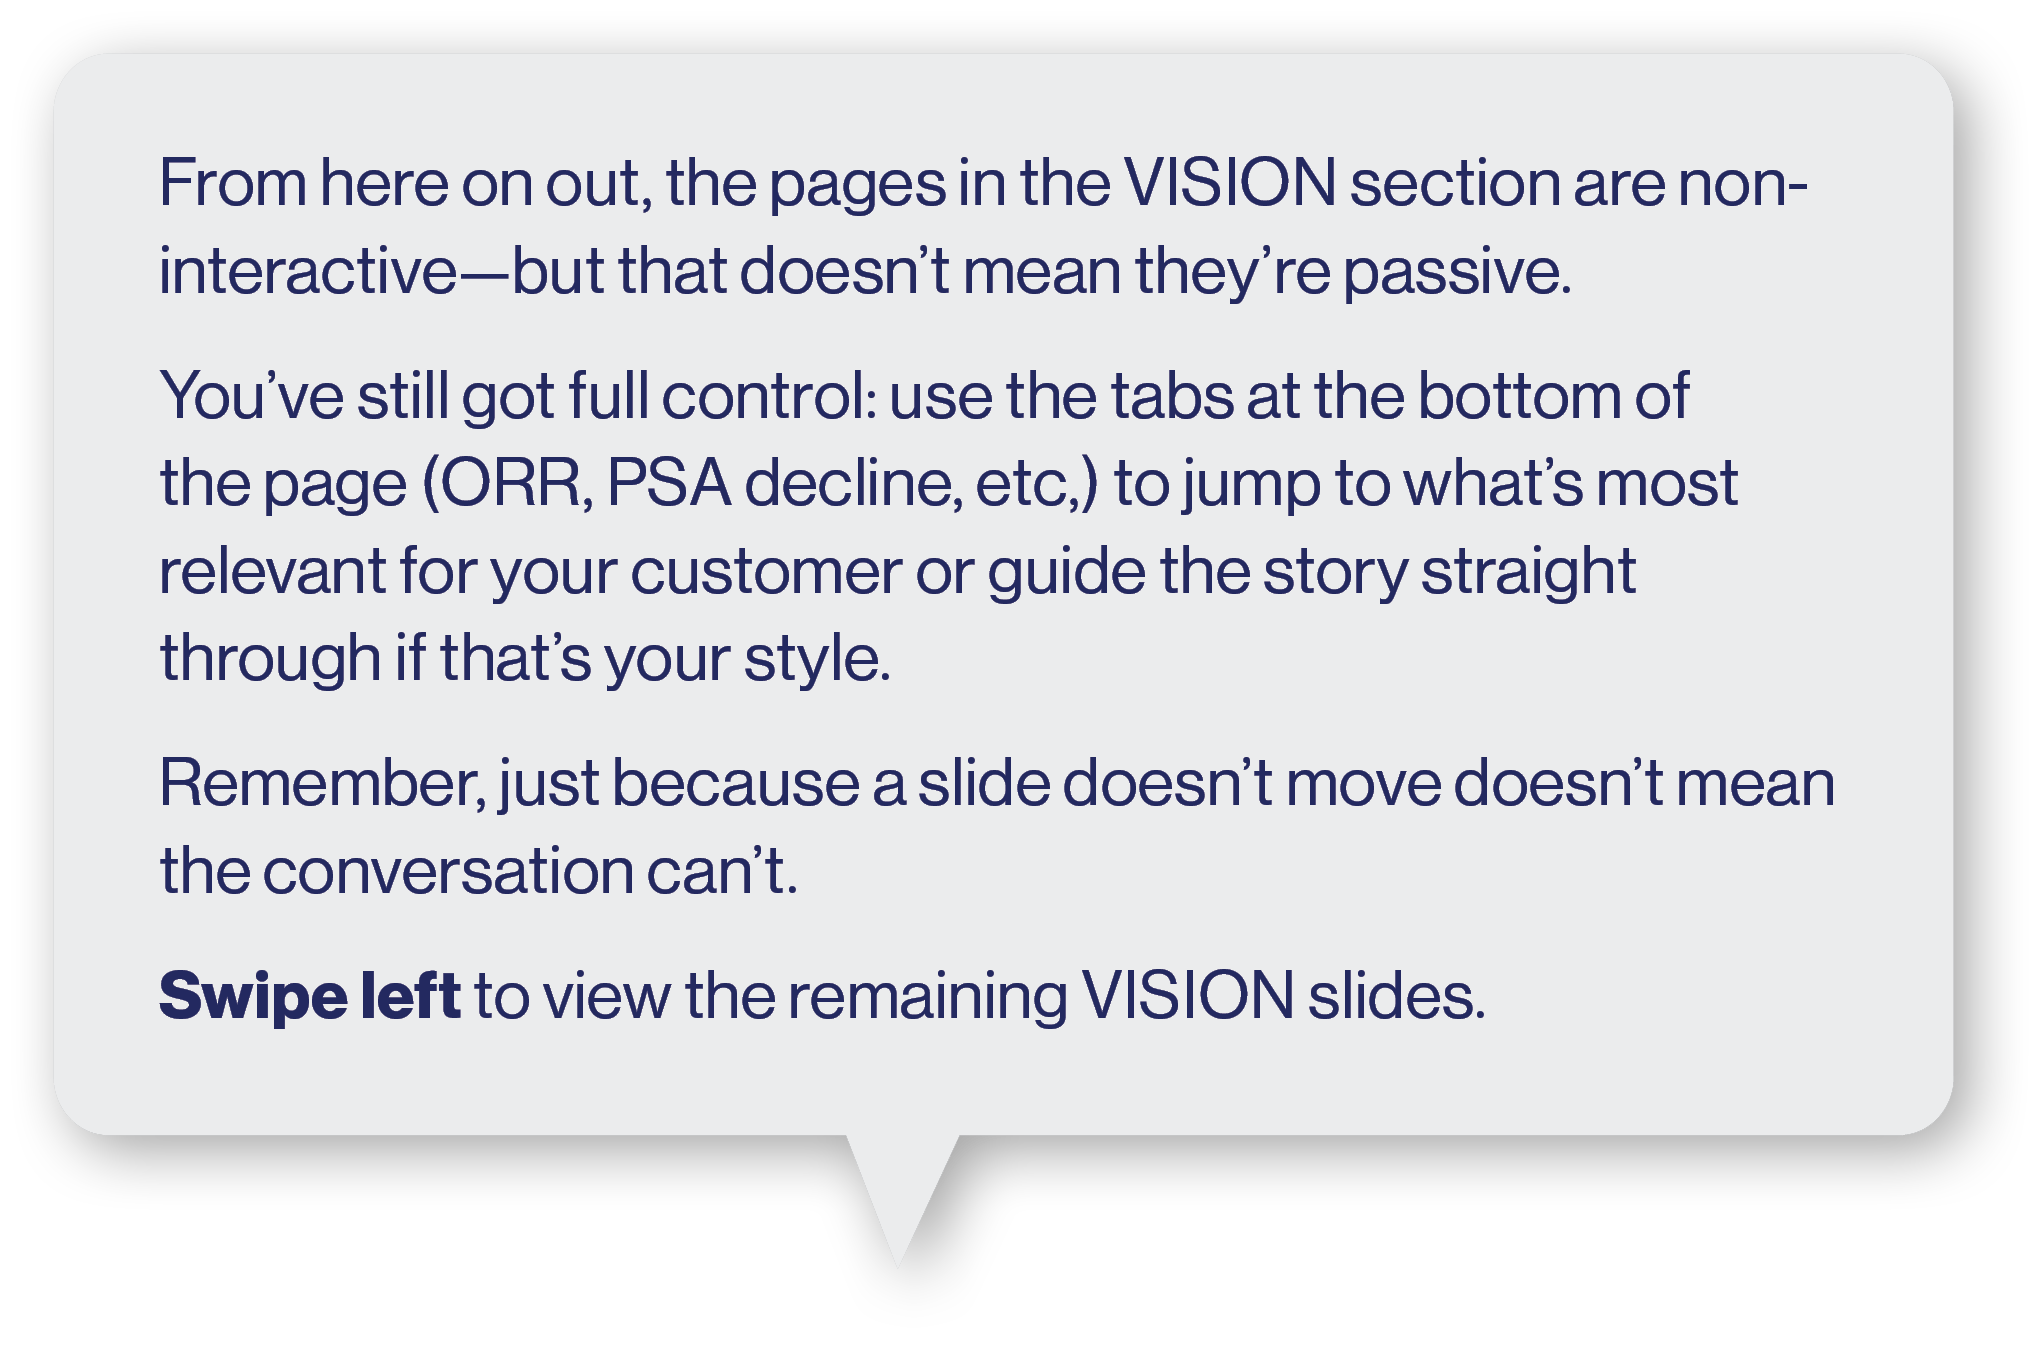 From here on out, the pages in the VISION section are non-
interactive—but that doesn’t mean they’re passive.
You’ve still got full control: use the tabs at the bottom of
the page (ORR, PSA decline, etc,) to jump to what’s most
relevant for your customer or guide the story straight
through if that’s your style.
Remember, just because a slide doesn’t move doesn’t mean
the conversation can’t.
Swipe left to view the remaining VISION slides.